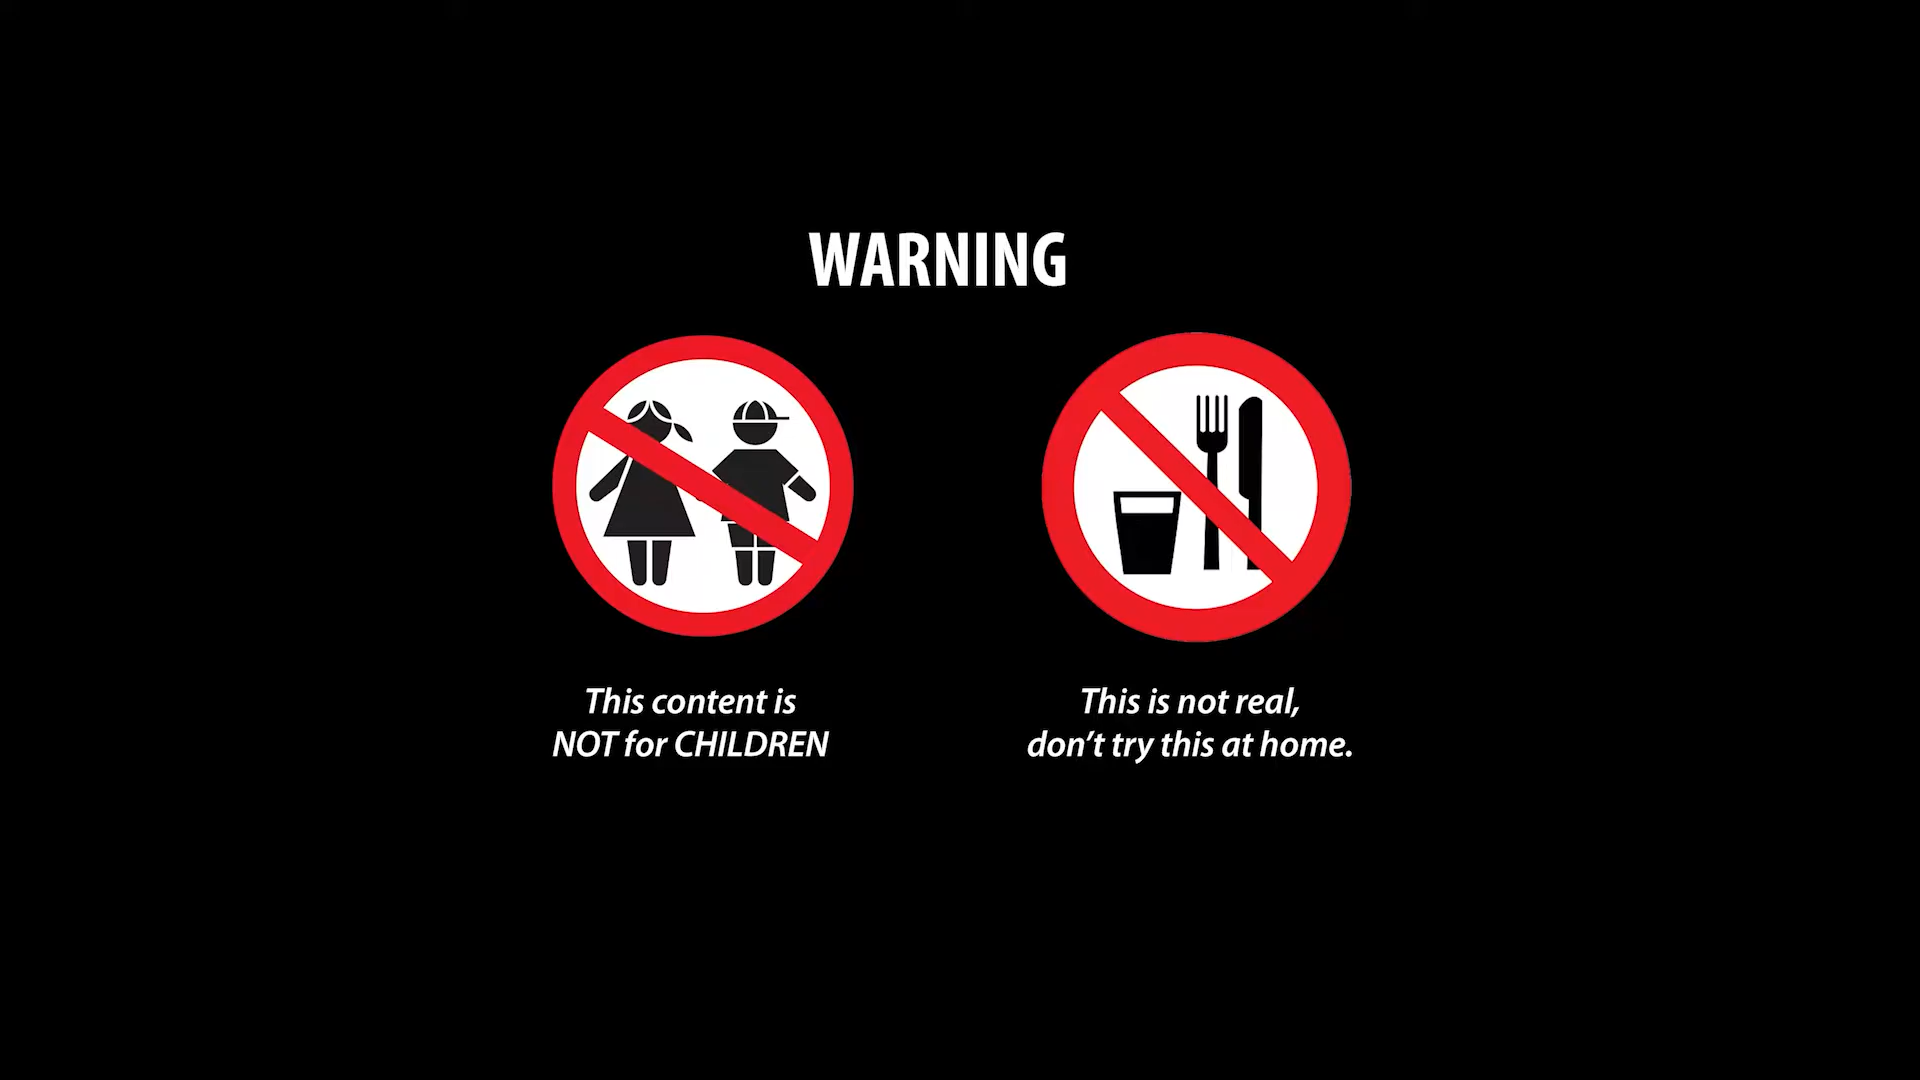 WARNING
This content is
NOT for CHILDREN
This is not real,
don't try this at home.